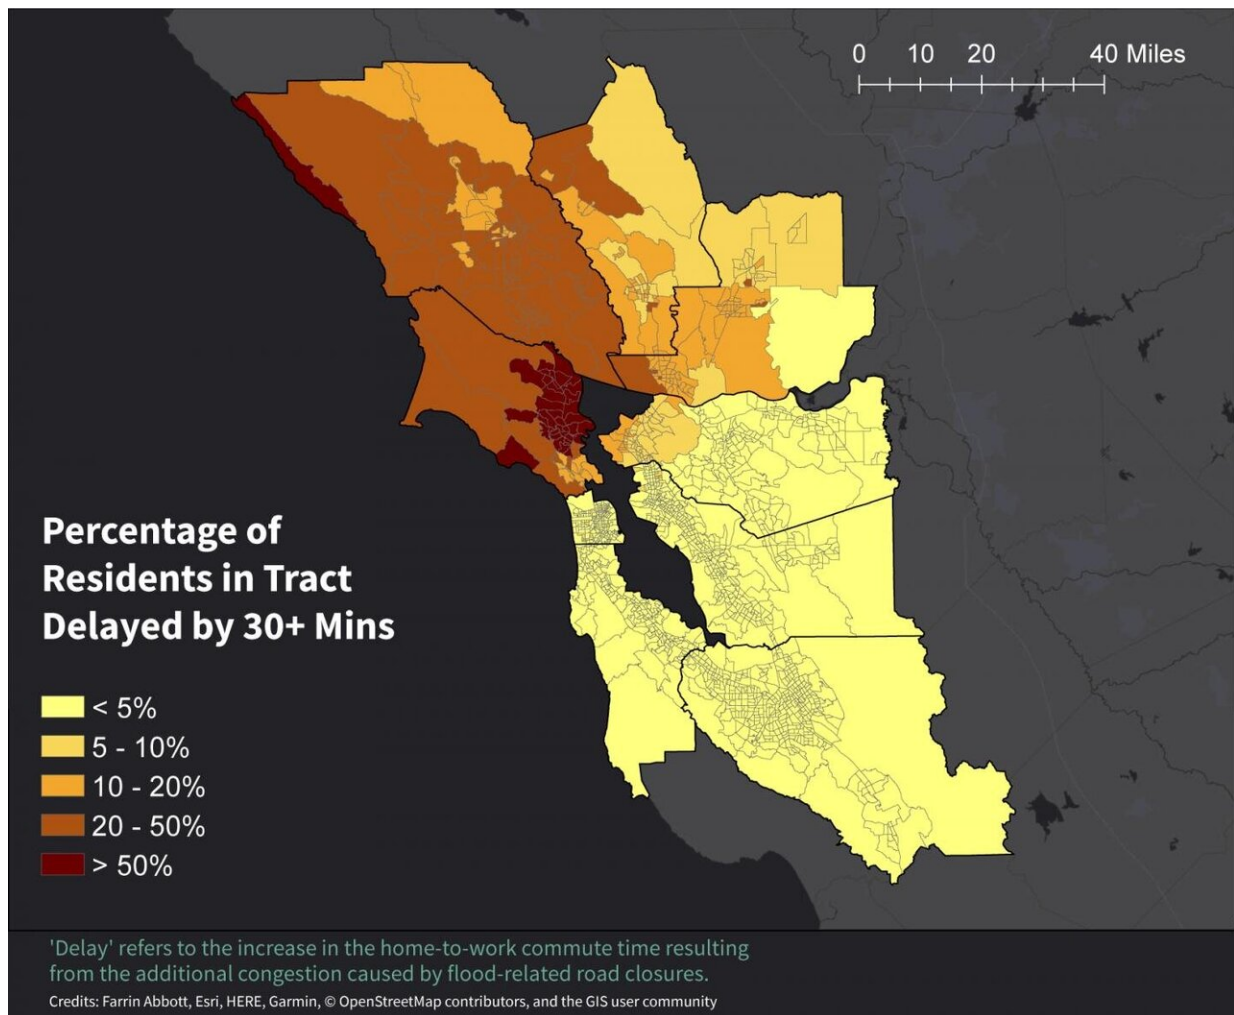 0 10 20 40 Miles
Percentage of
Residents in Tract
Delayed by 30+ Mins
< 5%
5 - 10%
10 - 20%
20 - 50%
> 50%
'Delay' refers to the increase in the home-to-work commute time resulting
from the additional congestion caused by flood-related road closures.
Credits: Farrin Abbott, Esri, HERE, Garmin, © OpenStreetMap contributors, and the GIS user community